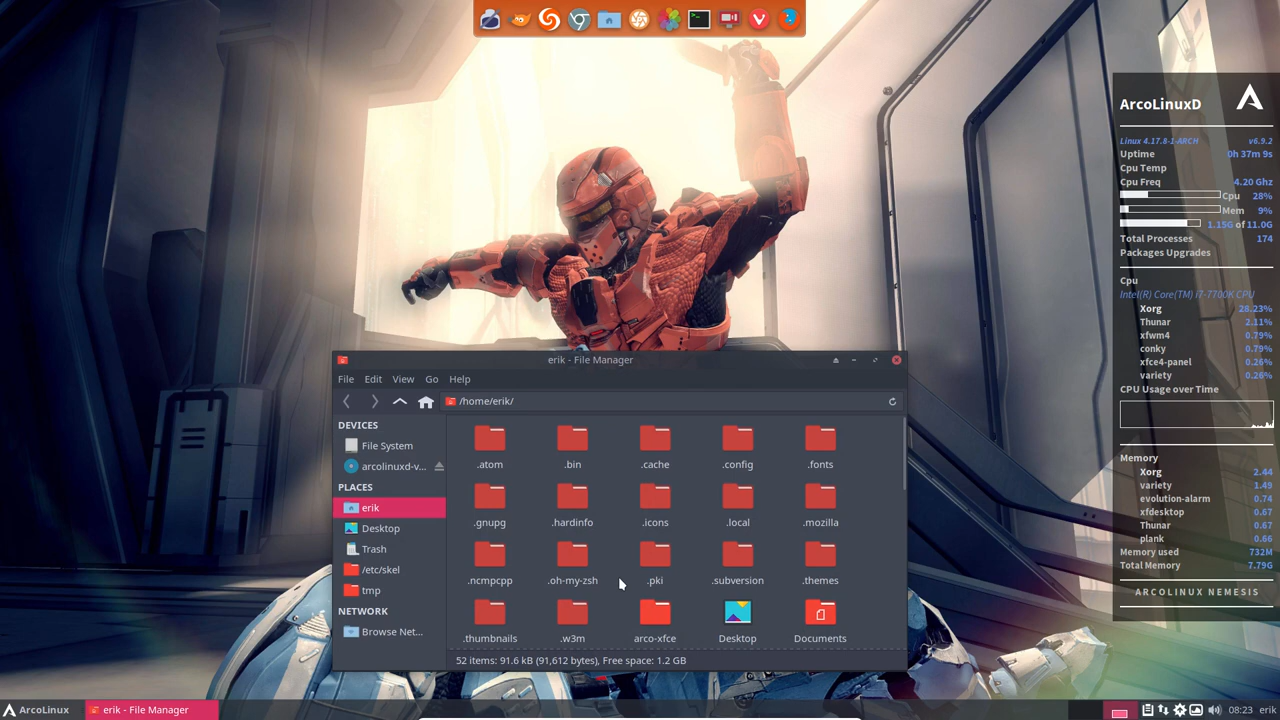 ArcoLinuxD
Linux 4.17.8-1-ARCH v6.9.2
Uptime 0h 37m 9s
Cpu Temp
Cpu Freq 4.20 Ghz
Cpu 28%
Mem 9%
1.15G of 11.0G
Total Processes 174
Packages Upgrades
Cpu
Intel(R) Core(TM) i7-7700K CPU
Xorg 26.23%
Thunar 2.11%
xfwm4 0.79%
conky 0.79%
xfce4-panel 0.26%
variety 0.26%
CPU Usage over Time
Memory
Xorg 2.44
variety 1.49
evolution-alarm 0.74
xfdesktop 0.67
Thunar 0.67
plank 0.66
Memory used 732M
Total Memory 7.79G
ARCOLINUX NEMESIS
erik - File Manager
File Edit View Go Help
/home/erik/
DEVICES
File System
arcolinuxd-v...
PLACES
erik
Desktop
Trash
/etc/skel
tmp
NETWORK
Browse Net...
.atom .bin .cache .config .fonts
.gnupg .hardinfo .icons .local .mozilla
.ncmpcpp .oh-my-zsh .pki .subversion .themes
.thumbnails .w3m arco-xfce Desktop Documents
52 items: 91.6 kB (91,612 bytes), Free space: 1.2 GB
ArcoLinux erik - File Manager 08:23 erik